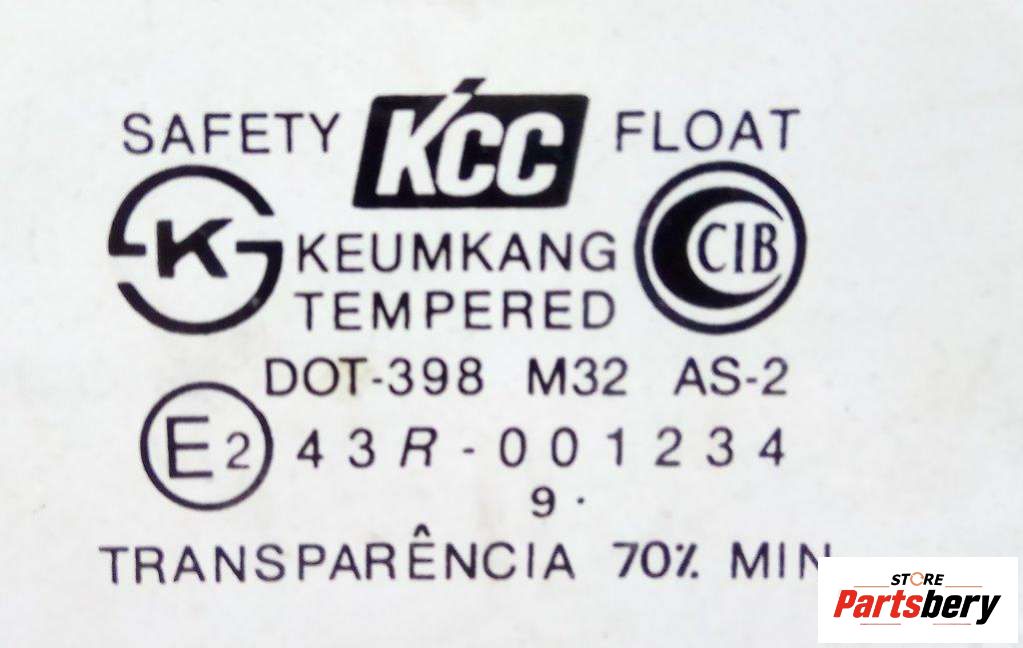 SAFETY KCC FLOAT
K KEUMKANG CIB
TEMPERED
DOT-398 M32 AS-2
E2 43R-001234
9 ·
TRANSPARÊNCIA 70% MIN
STORE
Partsbery